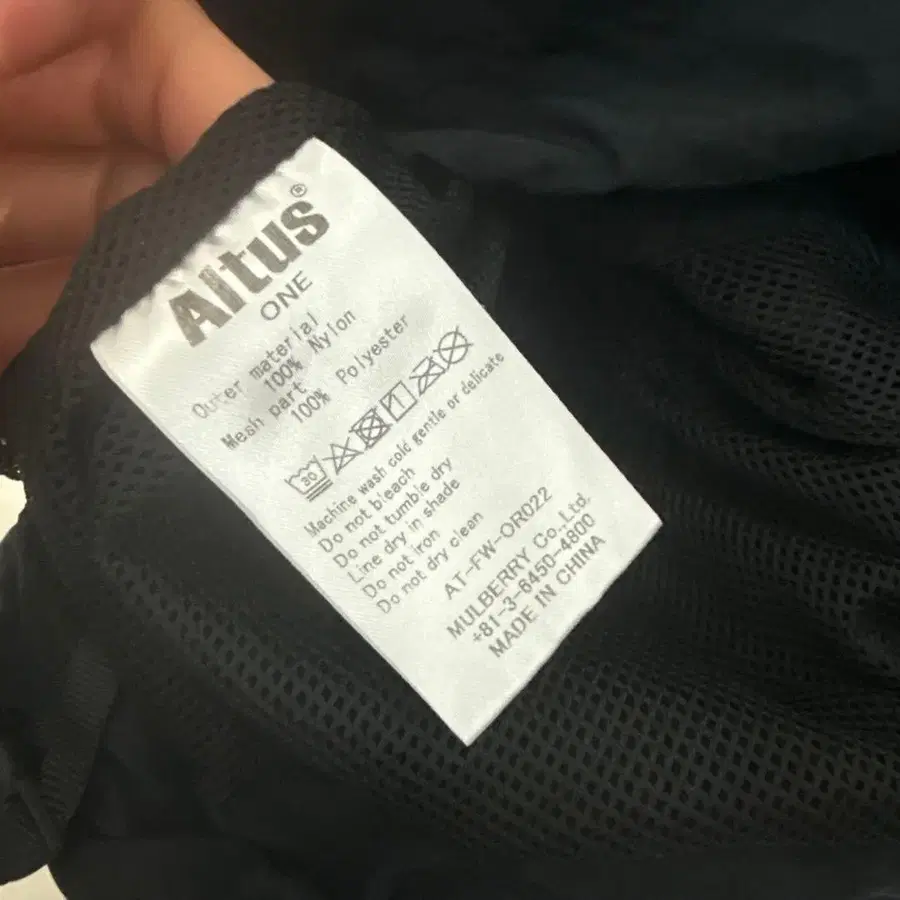 Altus®
ONE
Outer material
100% Nylon
Mesh part
100% Polyester
30
Machine wash cold gentle or delicate
Do not bleach
Do not tumble dry
Line dry in shade
Do not iron
Do not dry clean
AT-FW-OR022
MULBERRY Co.,Ltd.
+81-3-6450-4800
MADE IN CHINA